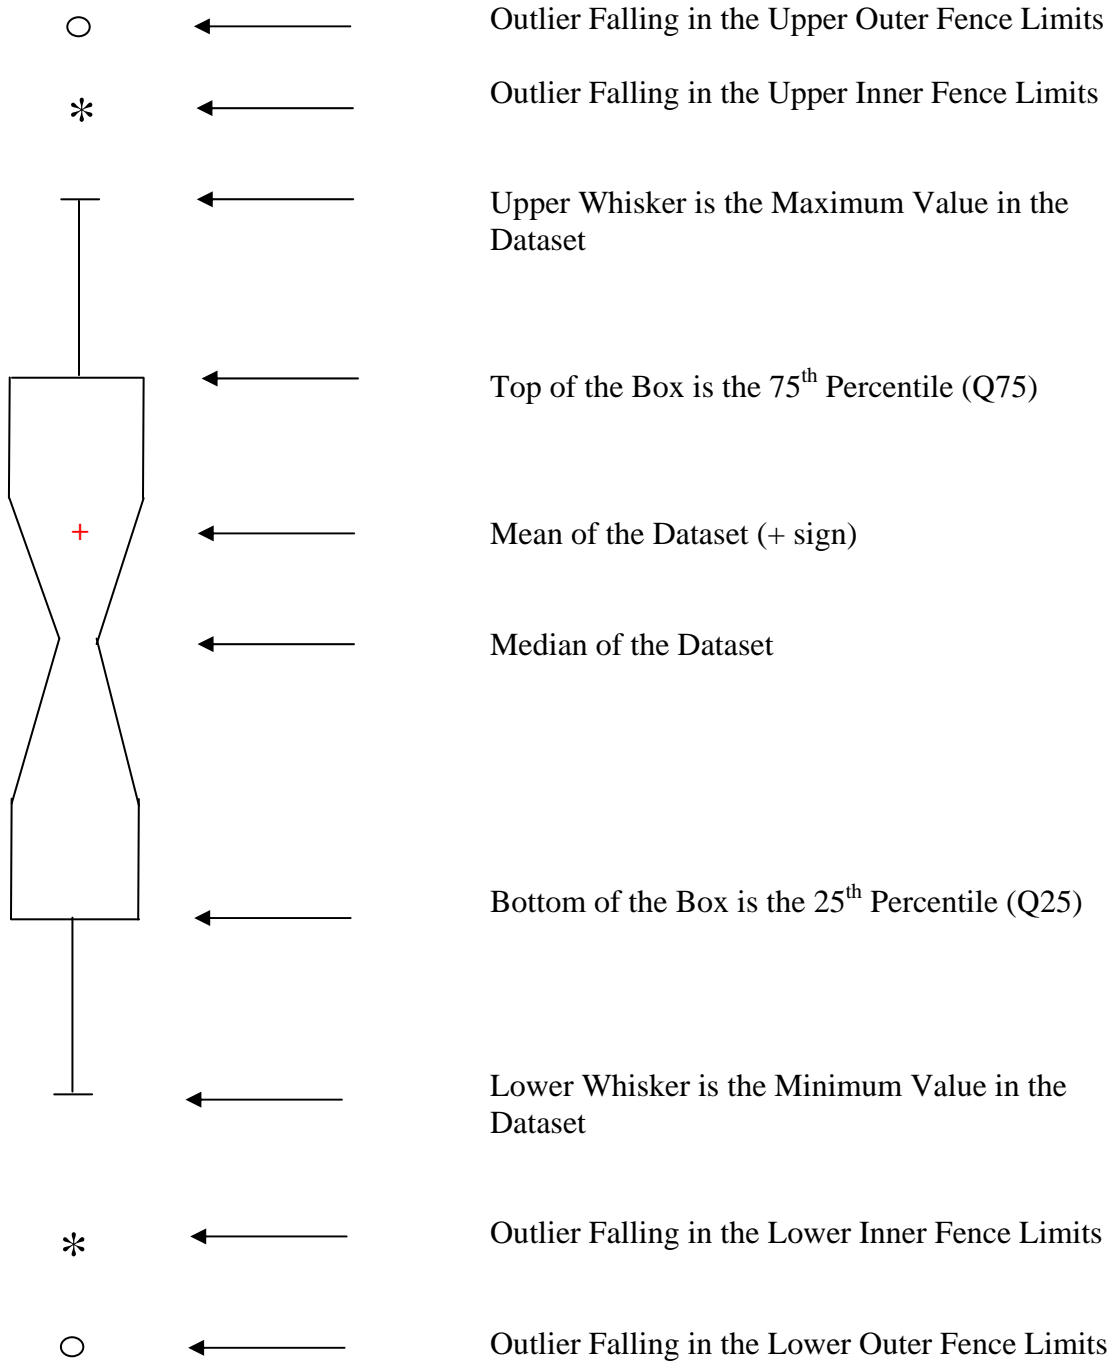 Outlier Falling in the Upper Outer Fence Limits
Outlier Falling in the Upper Inner Fence Limits
Upper Whisker is the Maximum Value in the
Dataset
Top of the Box is the 75th Percentile (Q75)
+
Mean of the Dataset (+ sign)
Median of the Dataset
Bottom of the Box is the 25th Percentile (Q25)
Lower Whisker is the Minimum Value in the
Dataset
Outlier Falling in the Lower Inner Fence Limits
Outlier Falling in the Lower Outer Fence Limits